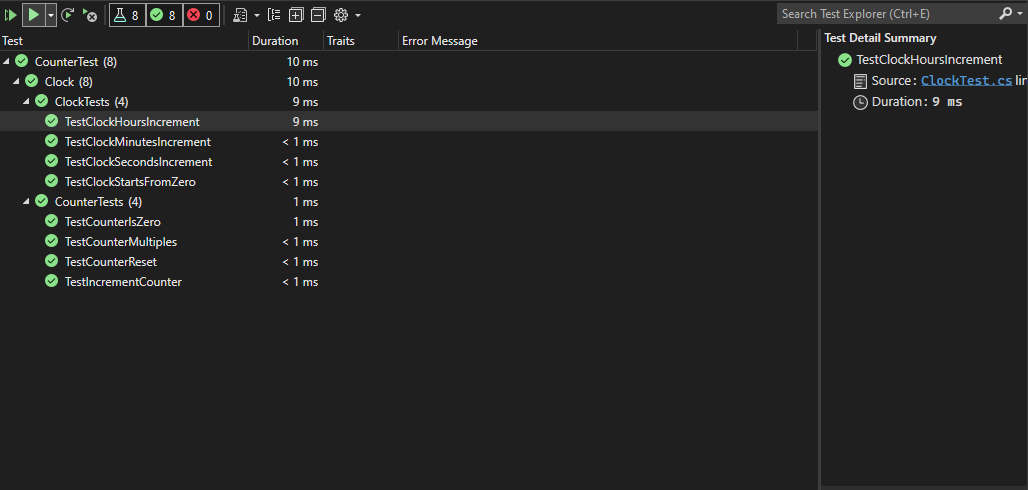 8 8 0
Search Test Explorer (Ctrl+E)
Test Duration Traits Error Message
CounterTest (8) 10 ms
Clock (8) 10 ms
ClockTests (4) 9 ms
TestClockHoursIncrement 9 ms
TestClockMinutesIncrement < 1 ms
TestClockSecondsIncrement < 1 ms
TestClockStartsFromZero < 1 ms
CounterTests (4) 1 ms
TestCounterIsZero 1 ms
TestCounterMultiples < 1 ms
TestCounterReset < 1 ms
TestIncrementCounter < 1 ms
Test Detail Summary
TestClockHoursIncrement
Source: ClockTest.cs lin
Duration: 9 ms